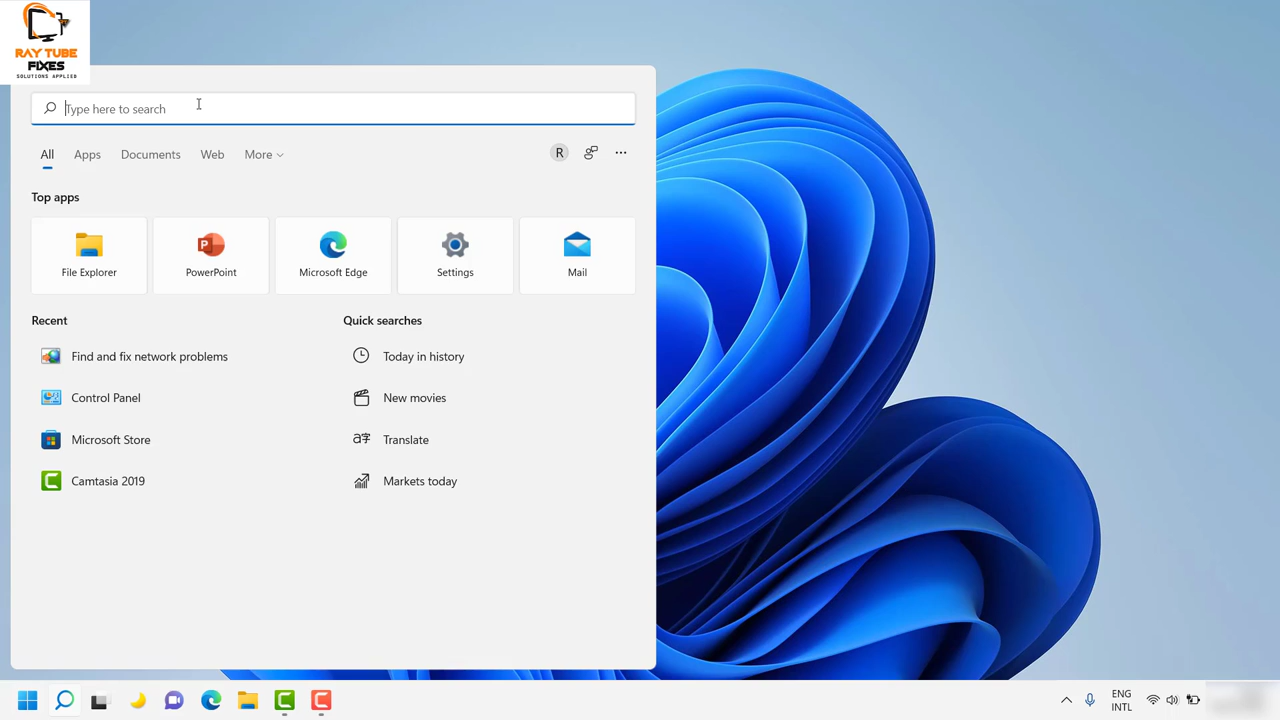 RAY TUBE
FIXES
SOLUTIONS APPLIED
Type here to search
All Apps Documents Web More R
Top apps
File Explorer PowerPoint Microsoft Edge Settings Mail
Recent Quick searches
Find and fix network problems Today in history
Control Panel New movies
Microsoft Store Translate
Camtasia 2019 Markets today
ENG
INTL